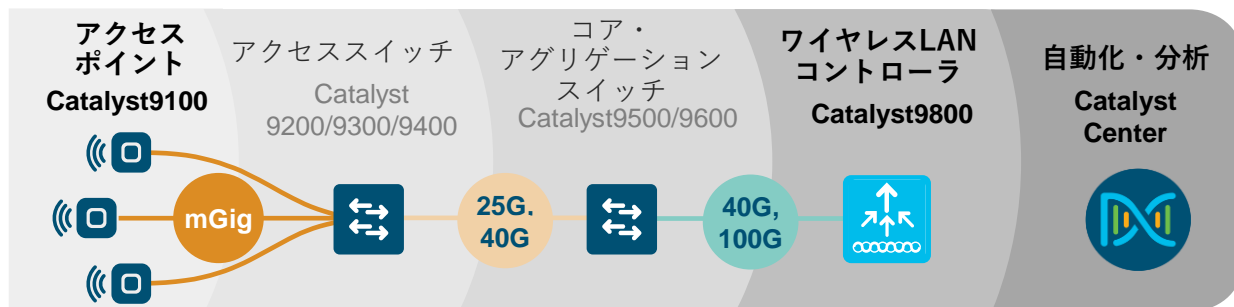 アクセス
ポイント
Catalyst9100
アクセススイッチ
Catalyst
9200/9300/9400
コア・
アグリゲーション
スイッチ
Catalyst9500/9600
ワイヤレスLAN
コントローラ
Catalyst9800
自動化・分析
Catalyst
Center
mGig
25G.
40G
40G,
100G